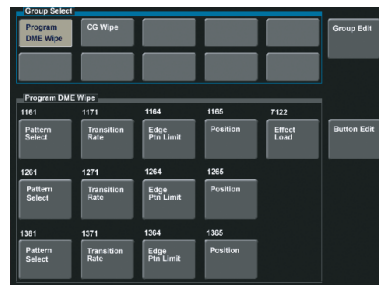 Group Select
Program DME Wipe
CG Wipe
Group Edit
Program DME Wipe
1161 1171 1164 1165 7122
Pattern Select
Transition Rate
Edge Ptn Limit
Position
Effect Load
Button Edit
1261 1271 1264 1265
Pattern Select
Transition Rate
Edge Ptn Limit
Position
1361 1371 1364 1365
Pattern Select
Transition Rate
Edge Ptn Limit
Position